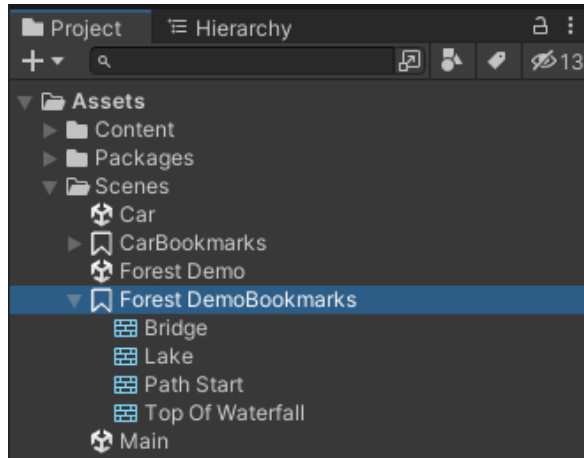 Project Hierarchy
13
Assets
Content
Packages
Scenes
Car
CarBookmarks
Forest Demo
Forest DemoBookmarks
Bridge
Lake
Path Start
Top Of Waterfall
Main